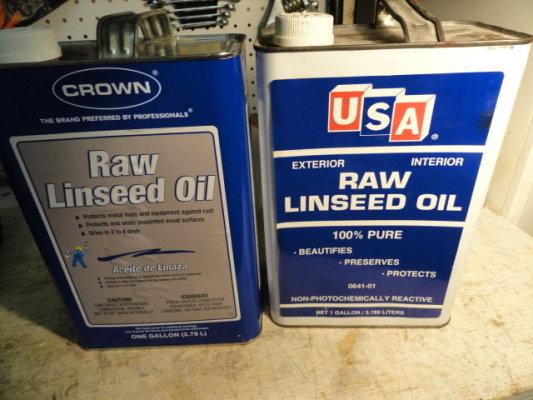 CROWN®
THE BRAND PREFERRED BY PROFESSIONALS®
Raw
Linseed Oil
Protects metal tools and equipment against rust
Protects and seals unpainted wood surfaces
Dries in 2 to 4 days
Aceite de Linaza
CAUTION!
¡CUIDADO!
ONE GALLON (3.78 L)
USA®
EXTERIOR INTERIOR
RAW
LINSEED OIL
100% PURE
· BEAUTIFIES
· PRESERVES
· PROTECTS
0641-01
NON-PHOTOCHEMICALLY REACTIVE
NET 1 GALLON / 3.785 LITERS